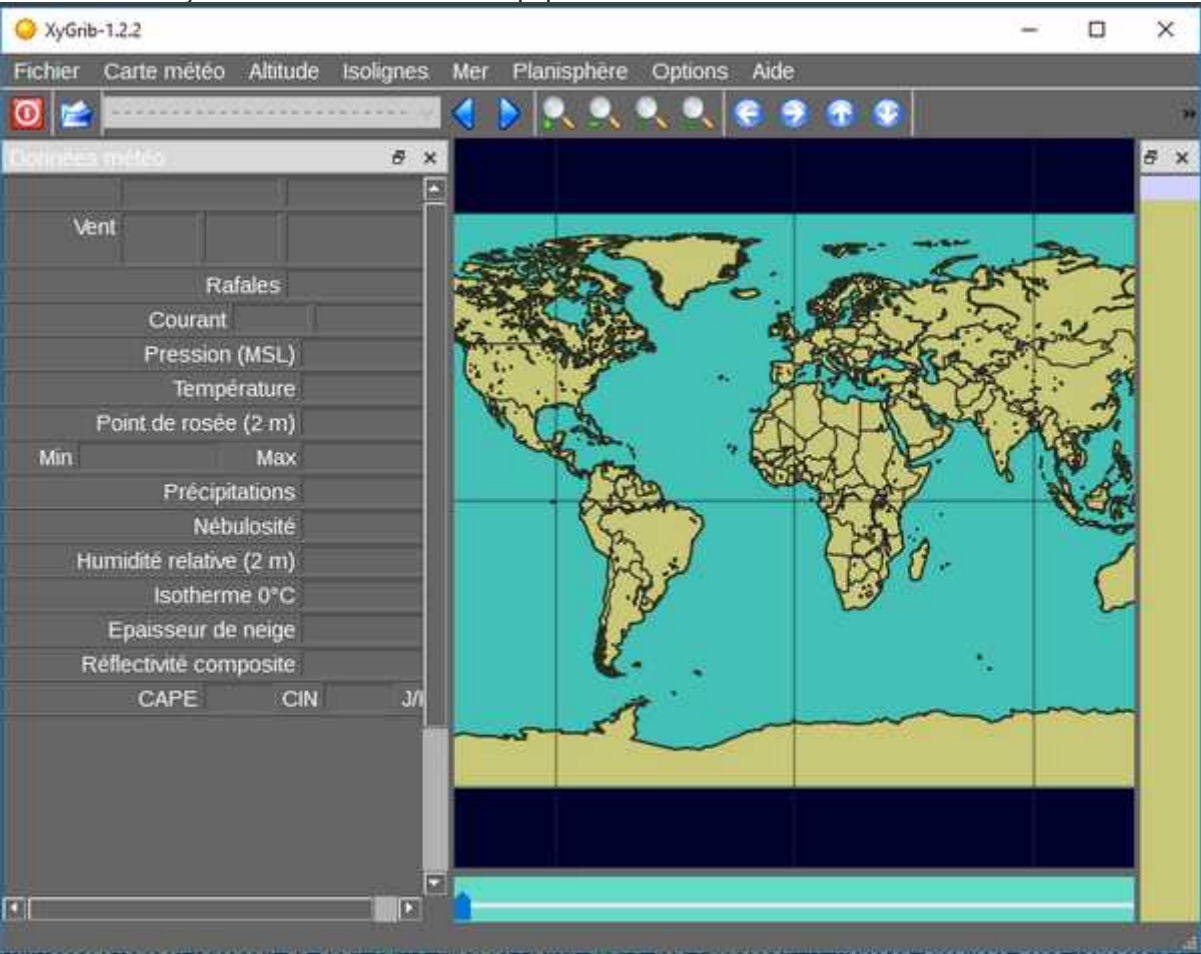 XyGrib-1.2.2
Fichier Carte météo Altitude Isolignes Mer Planisphère Options Aide
Données météo
Vent
Rafales
Courant
Pression (MSL)
Température
Point de rosée (2 m)
Min Max
Précipitations
Nébulosité
Humidité relative (2 m)
Isotherme 0°C
Epaisseur de neige
Réflectivité composite
CAPE CIN